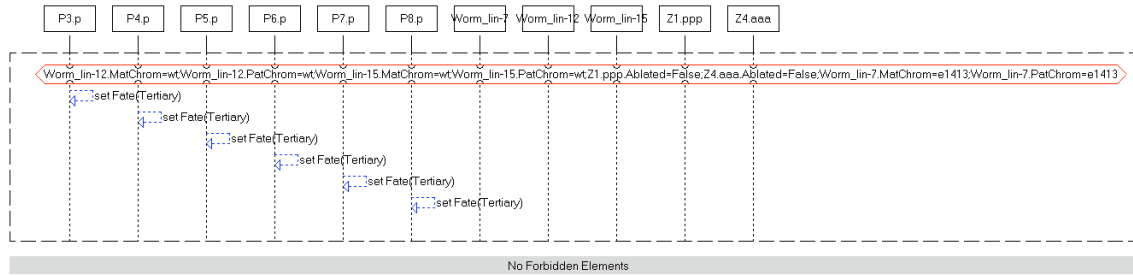 P3.p P4.p P5.p P6.p P7.p P8.p Worm_lin-7 Worm_lin-12 Worm_lin-15 Z1.ppp Z4.aaa
Worm_lin-12.MatChrom=wt;Worm_lin-12.PatChrom=wt;Worm_lin-15.MatChrom=wt;Worm_lin-15.PatChrom=wt;Z1.ppp.Ablated=False;Z4.aaa.Ablated=False;Worm_lin-7.MatChrom=e1413;Worm_lin-7.PatChrom=e1413
set Fate(Tertiary)
set Fate(Tertiary)
set Fate(Tertiary)
set Fate(Tertiary)
set Fate(Tertiary)
set Fate(Tertiary)
No Forbidden Elements